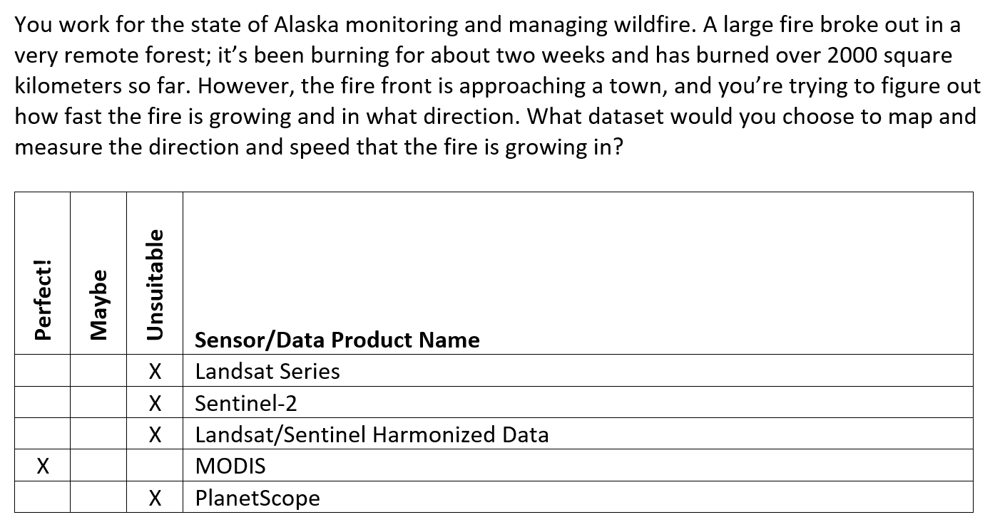 You work for the state of Alaska monitoring and managing wildfire. A large fire broke out in a
very remote forest; it’s been burning for about two weeks and has burned over 2000 square
kilometers so far. However, the fire front is approaching a town, and you’re trying to figure out
how fast the fire is growing and in what direction. What dataset would you choose to map and
measure the direction and speed that the fire is growing in?
Perfect!
Maybe
Unsuitable
Sensor/Data Product Name
X Landsat Series
X Sentinel-2
X Landsat/Sentinel Harmonized Data
X MODIS
X PlanetScope